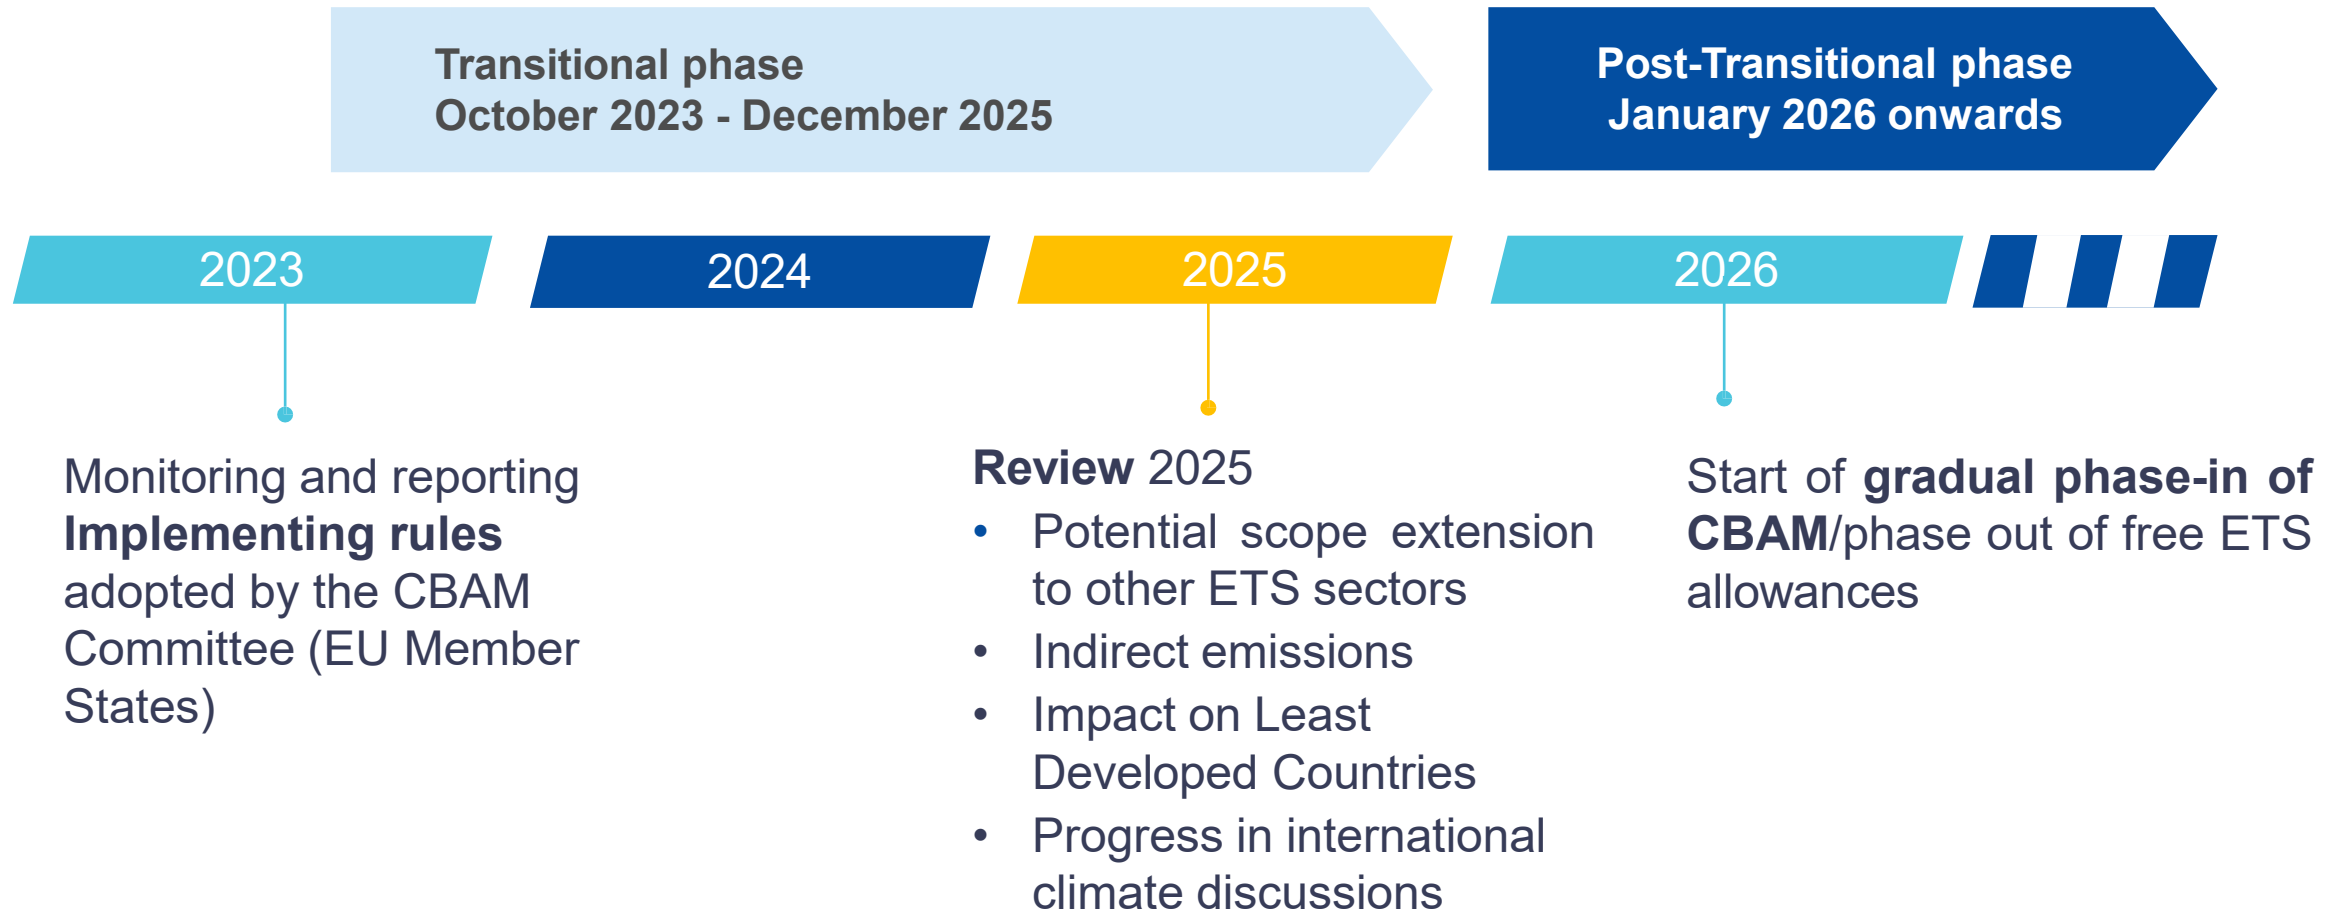 Transitional phase
October 2023 - December 2025
Post-Transitional phase
January 2026 onwards
2023
2024
2025
2026
Monitoring and reporting
Implementing rules
adopted by the CBAM
Committee (EU Member
States)
Review 2025
• Potential scope extension
to other ETS sectors
• Indirect emissions
• Impact on Least
Developed Countries
• Progress in international
climate discussions
Start of gradual phase-in of
CBAM/phase out of free ETS
allowances